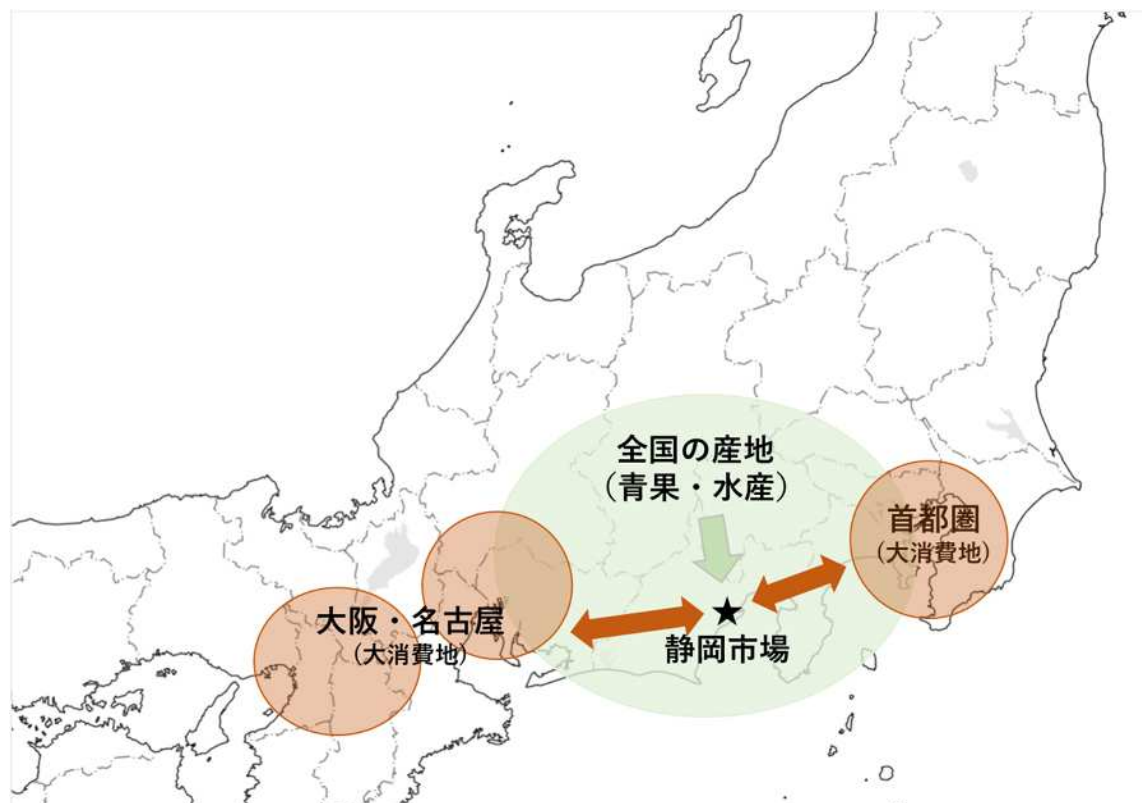 全国の産地
（青果・水産）
首都圏
(大消費地)
大阪・名古屋
(大消費地)
★
静岡市場